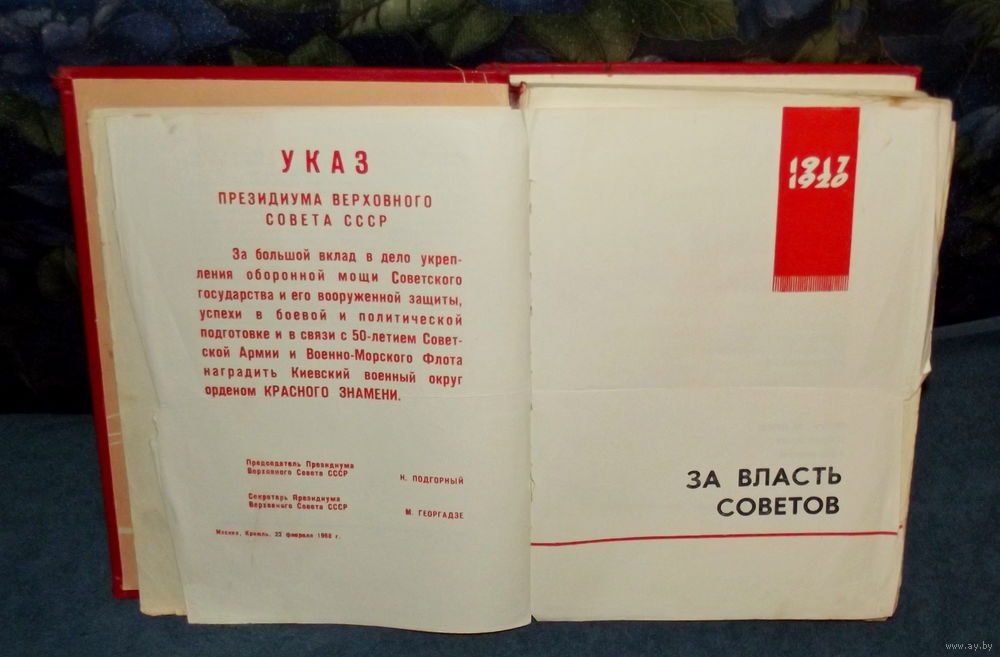 УКАЗ
ПРЕЗИДИУМА ВЕРХОВНОГО
СОВЕТА СССР
За большой вклад в дело укреп-
ления оборонной мощи Советского
государства и его вооруженной защиты,
успехи в боевой и политической
подготовке и в связи с 50-летием Совет-
ской Армии и Военно-Морского Флота
наградить Киевский военный округ
орденом КРАСНОГО ЗНАМЕНИ.
Председатель Президиума
Верховного Совета СССР
Н. ПОДГОРНЫЙ
Секретарь Президиума
Верховного Совета СССР
М. ГЕОРГАДЗЕ
Москва, Кремль. 23 февраля 1968 г.
1917
1920
ЗА ВЛАСТЬ
СОВЕТОВ
www.ay.by